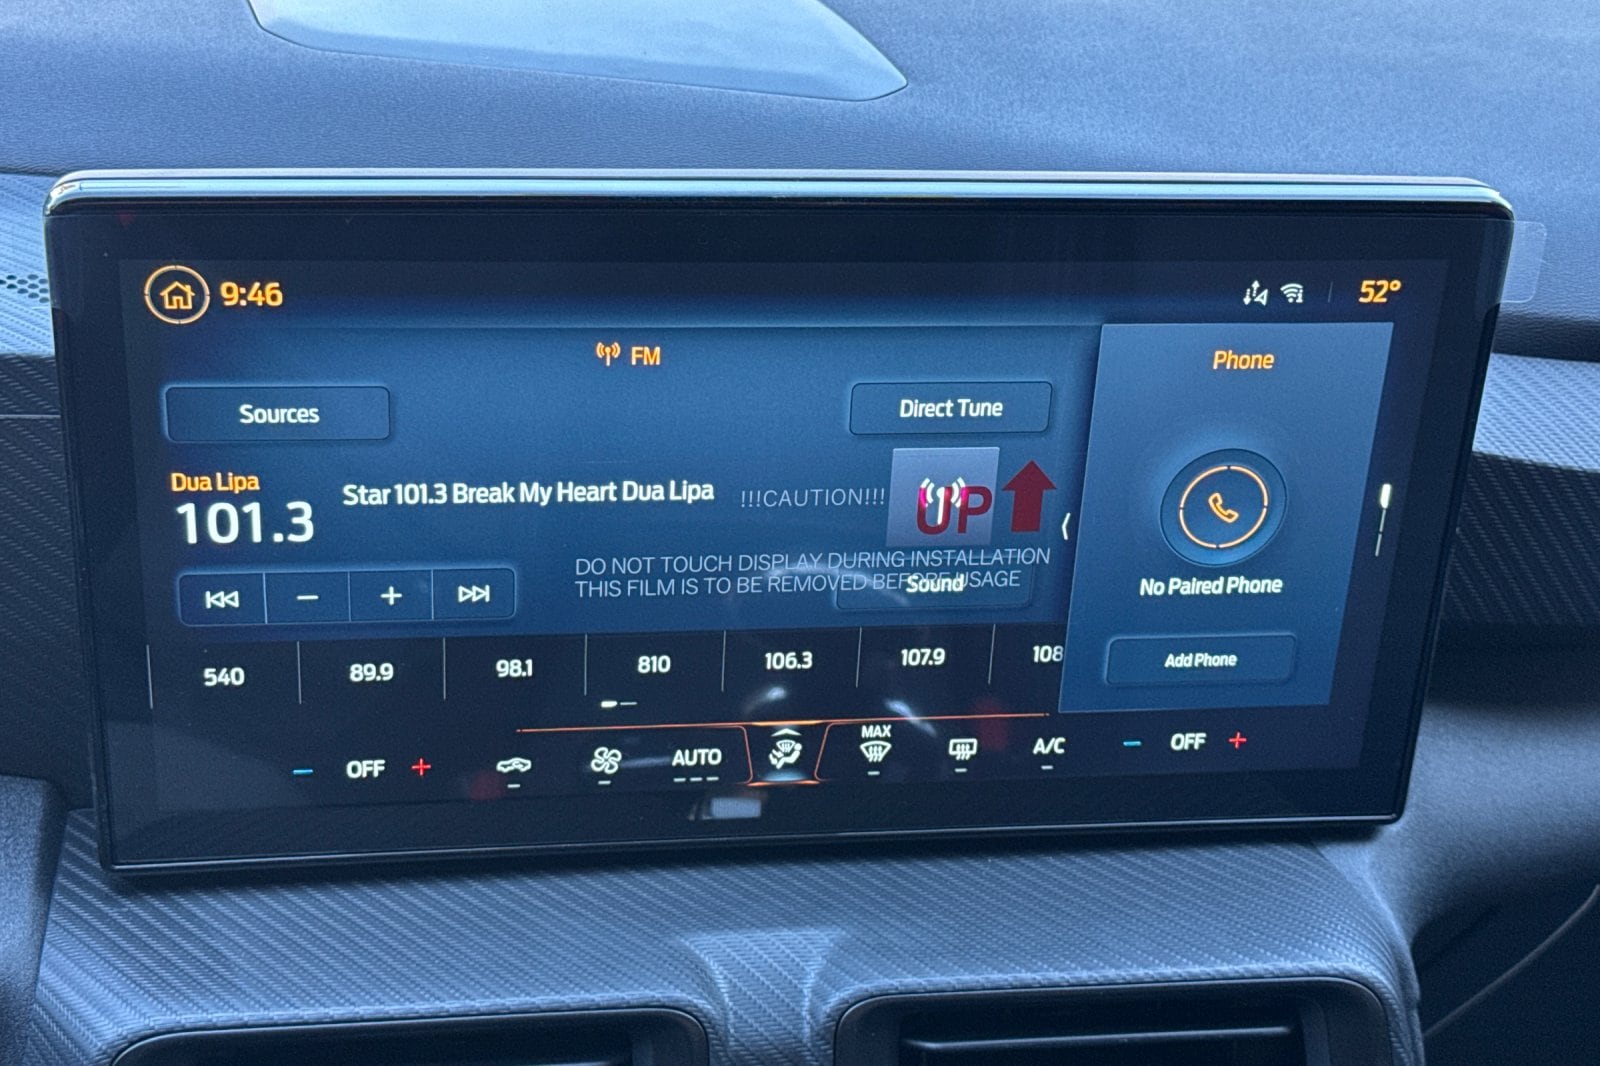 9:46
52°
FM
Phone
Sources
Direct Tune
Dua Lipa
101.3
Star 101.3 Break My Heart Dua Lipa
!!!CAUTION!!!
UP
DO NOT TOUCH DISPLAY DURING INSTALLATION
THIS FILM IS TO BE REMOVED BEFORE USAGE
Sound
No Paired Phone
Add Phone
540
89.9
98.1
810
106.3
107.9
108
OFF
AUTO
MAX
A/C
OFF